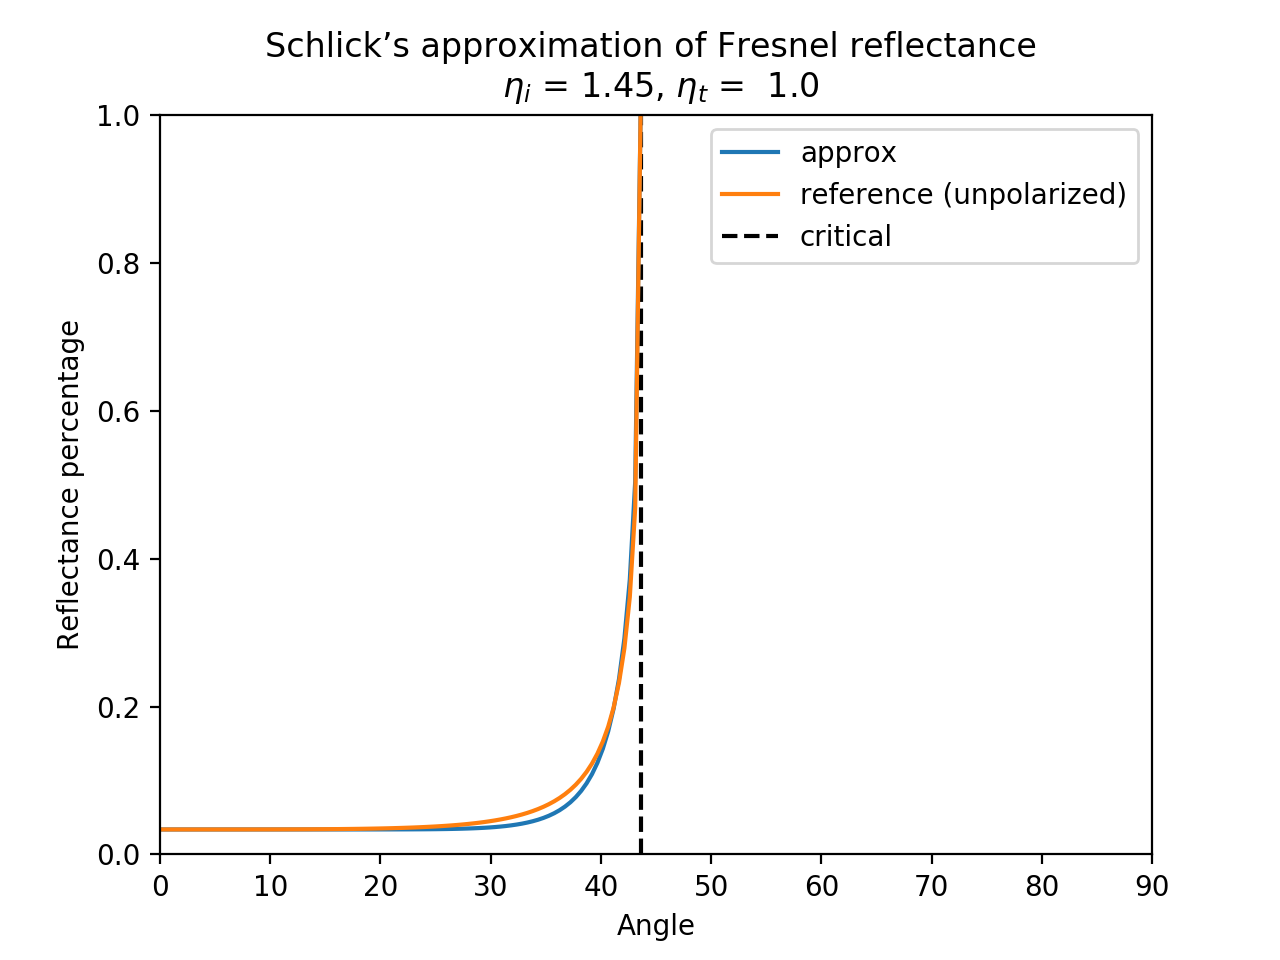 Schlick’s approximation of Fresnel reflectance
ηᵢ = 1.45, ηₜ = 1.0
1.0
0.8
0.6
0.4
0.2
0.0
Reflectance percentage
approx
reference (unpolarized)
critical
0 10 20 30 40 50 60 70 80 90
Angle